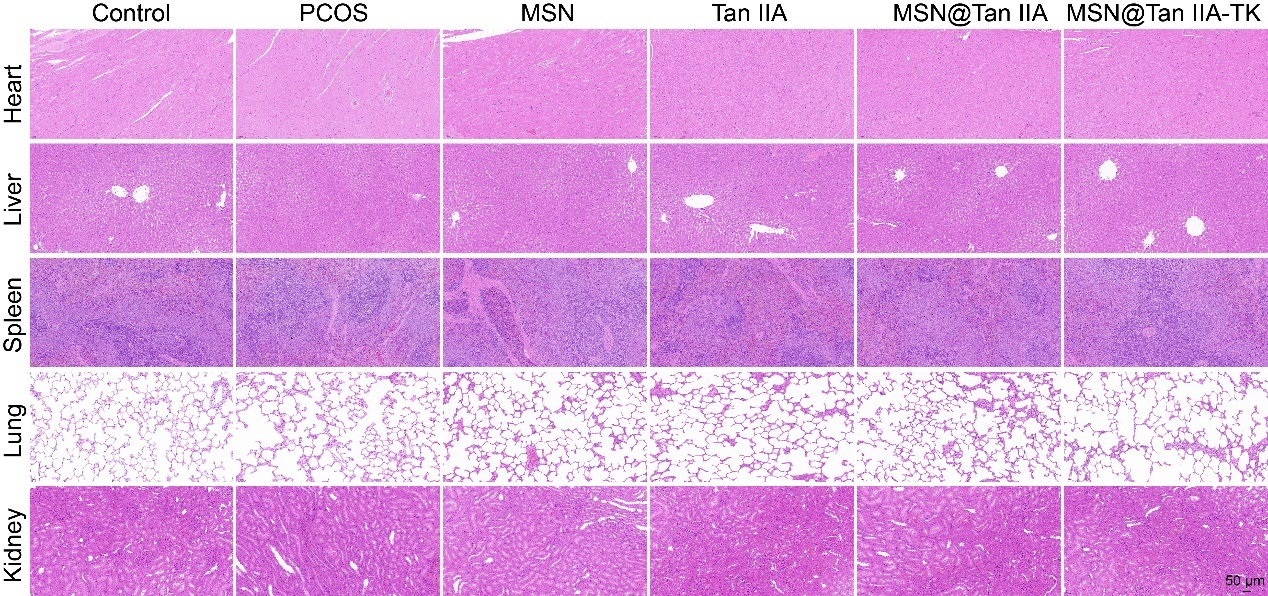 Control PCOS MSN Tan IIA MSN@Tan IIA MSN@Tan IIA-TK
Heart
Liver
Spleen
Lung
Kidney
50 μm